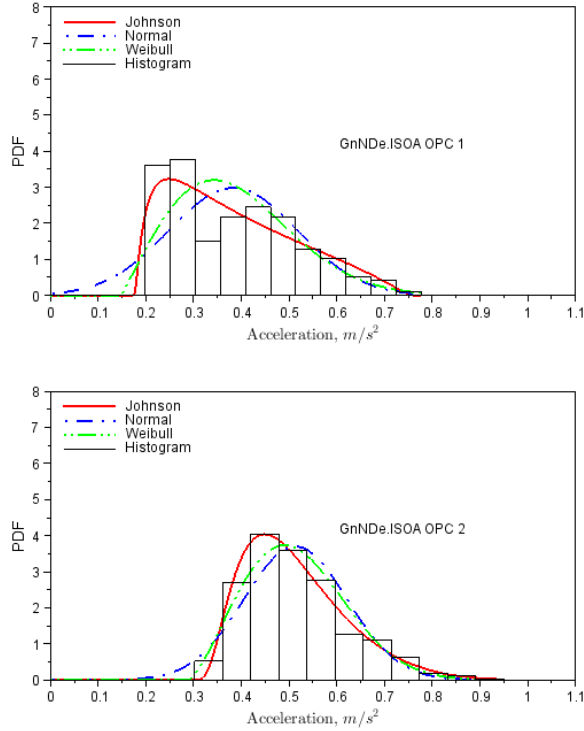 8
7
6
5
4
3
2
1
0
PDF
Johnson
Normal
Weibull
Histogram
GnNDe.ISOA OPC 1
0 0.1 0.2 0.3 0.4 0.5 0.6 0.7 0.8 0.9 1 1.1
Acceleration, m/s²
8
7
6
5
4
3
2
1
0
PDF
Johnson
Normal
Weibull
Histogram
GnNDe.ISOA OPC 2
0 0.1 0.2 0.3 0.4 0.5 0.6 0.7 0.8 0.9 1 1.1
Acceleration, m/s²